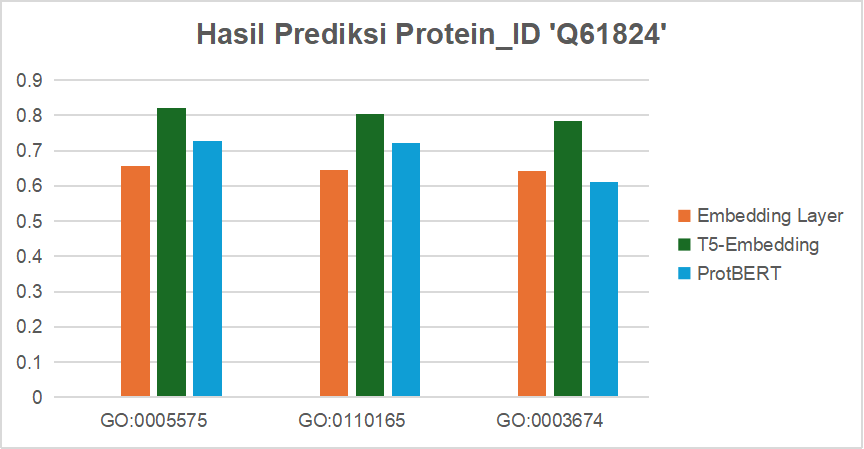 Hasil Prediksi Protein_ID 'Q61824'
0.9
0.8
0.7
0.6
0.5
0.4
0.3
0.2
0.1
0
GO:0005575
GO:0110165
GO:0003674
Embedding Layer
T5-Embedding
ProtBERT